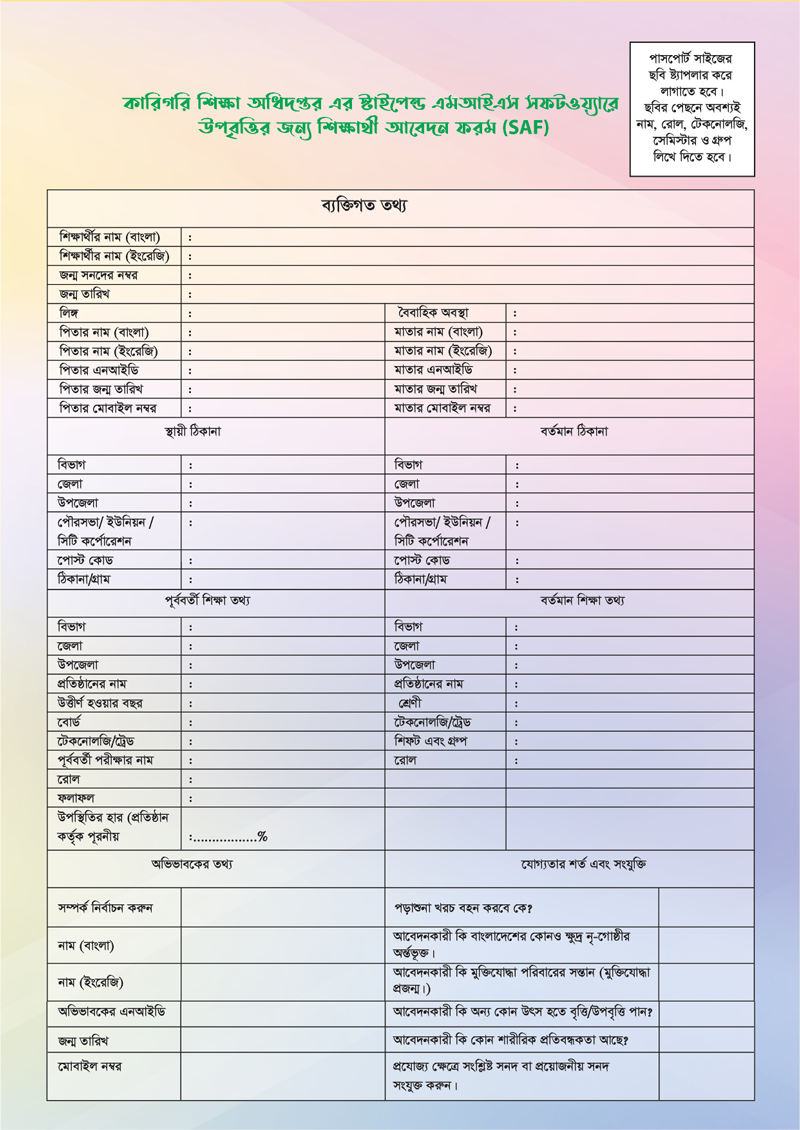 পাসপোর্ট সাইজের
ছবি ষ্ট্যাপলার করে
লাগাতে হবে।
ছবির পেছনে অবশ্যই
নাম, রোল, টেকনোলজি,
সেমিস্টার ও গ্রুপ
লিখে দিতে হবে।
কারিগরি শিক্ষা অধিদপ্তর এর স্টাইপেন্ড এমআইএস সফটওয়্যারে
উপবৃত্তির জন্য শিক্ষার্থী আবেদন ফরম (SAF)
ব্যক্তিগত তথ্য
শিক্ষার্থীর নাম (বাংলা) :
শিক্ষার্থীর নাম (ইংরেজি) :
জন্ম সনদের নম্বর :
জন্ম তারিখ :
লিঙ্গ : বৈবাহিক অবস্থা :
পিতার নাম (বাংলা) : মাতার নাম (বাংলা) :
পিতার নাম (ইংরেজি) : মাতার নাম (ইংরেজি) :
পিতার এনআইডি : মাতার এনআইডি :
পিতার জন্ম তারিখ : মাতার জন্ম তারিখ :
পিতার মোবাইল নম্বর : মাতার মোবাইল নম্বর :
স্থায়ী ঠিকানা বর্তমান ঠিকানা
বিভাগ : বিভাগ :
জেলা : জেলা :
উপজেলা : উপজেলা :
পৌরসভা/ ইউনিয়ন / : পৌরসভা/ ইউনিয়ন / :
সিটি কর্পোরেশন সিটি কর্পোরেশন
পোস্ট কোড : পোস্ট কোড :
ঠিকানা/গ্রাম : ঠিকানা/গ্রাম :
পূর্ববর্তী শিক্ষা তথ্য বর্তমান শিক্ষা তথ্য
বিভাগ : বিভাগ :
জেলা : জেলা :
উপজেলা : উপজেলা :
প্রতিষ্ঠানের নাম : প্রতিষ্ঠানের নাম :
উত্তীর্ণ হওয়ার বছর : শ্রেণী :
বোর্ড : টেকনোলজি/ট্রেড :
টেকনোলজি/ট্রেড : শিফট এবং গ্রুপ :
পূর্ববর্তী পরীক্ষার নাম : রোল :
রোল :
ফলাফল :
উপস্থিতির হার (প্রতিষ্ঠান
কর্তৃক পূরনীয় :................%
অভিভাবকের তথ্য যোগ্যতার শর্ত এবং সংযুক্তি
সম্পর্ক নির্বাচন করুন পড়াশুনা খরচ বহন করবে কে?
নাম (বাংলা) আবেদনকারী কি বাংলাদেশের কোনও ক্ষুদ্র নৃ-গোষ্ঠীর
অর্ন্তভূক্ত।
নাম (ইংরেজি) আবেদনকারী কি মুক্তিযোদ্ধা পরিবারের সন্তান (মুক্তিযোদ্ধা
প্রজন্ম।)
অভিভাবকের এনআইডি আবেদনকারী কি অন্য কোন উৎস হতে বৃত্তি/উপবৃত্তি পান?
জন্ম তারিখ আবেদনকারী কি কোন শারীরিক প্রতিবন্ধকতা আছে?
মোবাইল নম্বর প্রযোজ্য ক্ষেত্রে সংশ্লিষ্ট সনদ বা প্রয়োজনীয় সনদ
সংযুক্ত করুন।